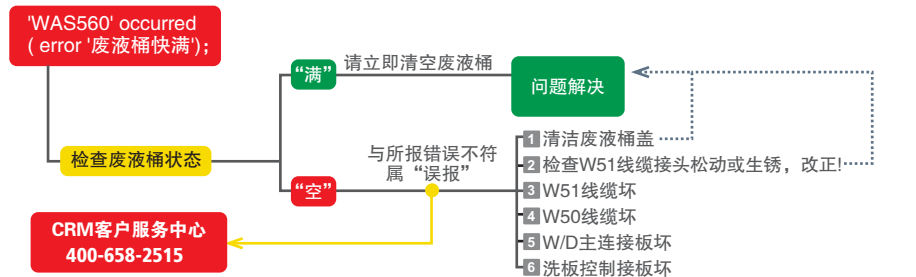 'WAS560' occurred
( error '废液桶快满');
检查废液桶状态
“满”
请立即清空废液桶
问题解决
“空”
与所报错误不符
属“误报”
1 清洁废液桶盖
2 检查W51线缆接头松动或生锈，改正!
3 W51线缆坏
4 W50线缆坏
5 W/D主连接板坏
6 洗板控制接板坏
CRM客户服务中心
400-658-2515